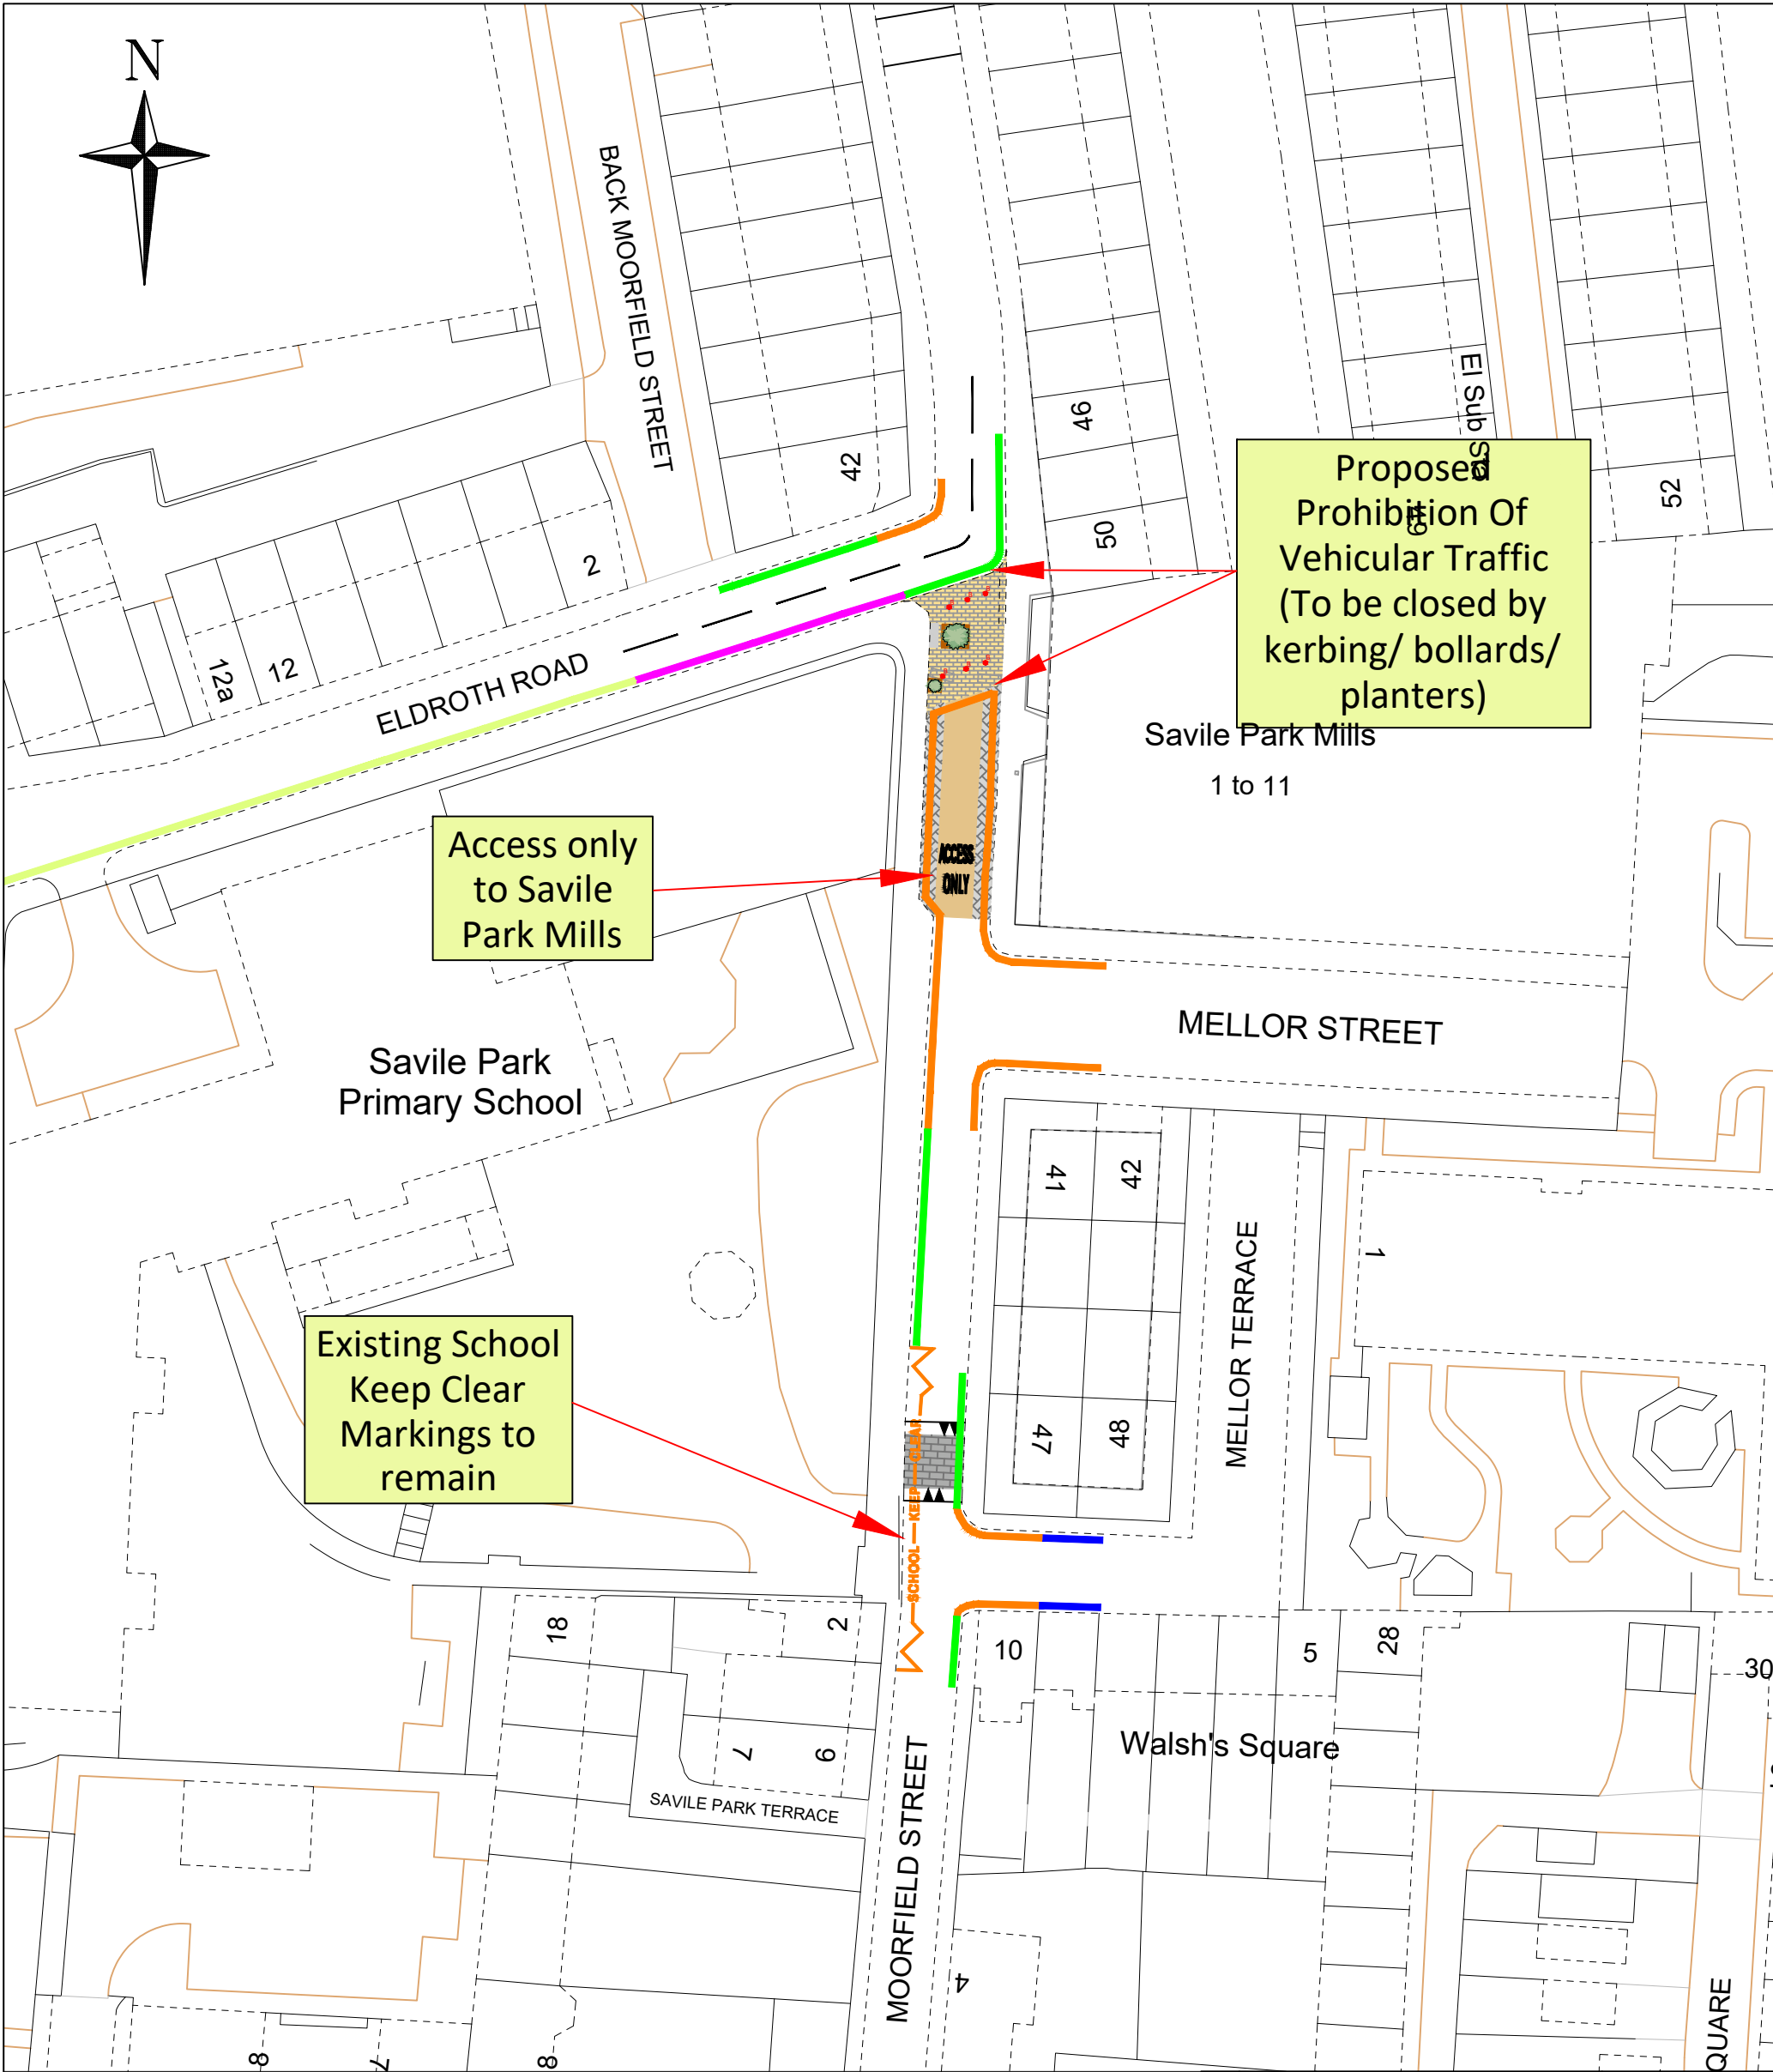 N
BACK MOORFIELD STREET
El Sub Sta
46
42
50
52
49
Proposed
Prohibition Of
Vehicular Traffic
(To be closed by
kerbing/ bollards/
planters)
2
12
12a
ELDROTH ROAD
Savile Park Mills
1 to 11
Access only
to Savile
Park Mills
ACCESS
ONLY
MELLOR STREET
Savile Park
Primary School
41
42
1
MELLOR TERRACE
Existing School
Keep Clear
Markings to
remain
47
48
SCHOOL KEEP CLEAR
18
2
10
5
28
30
Walsh's Square
7
9
SAVILE PARK TERRACE
MOORFIELD STREET
4
QUARE
8
7
8